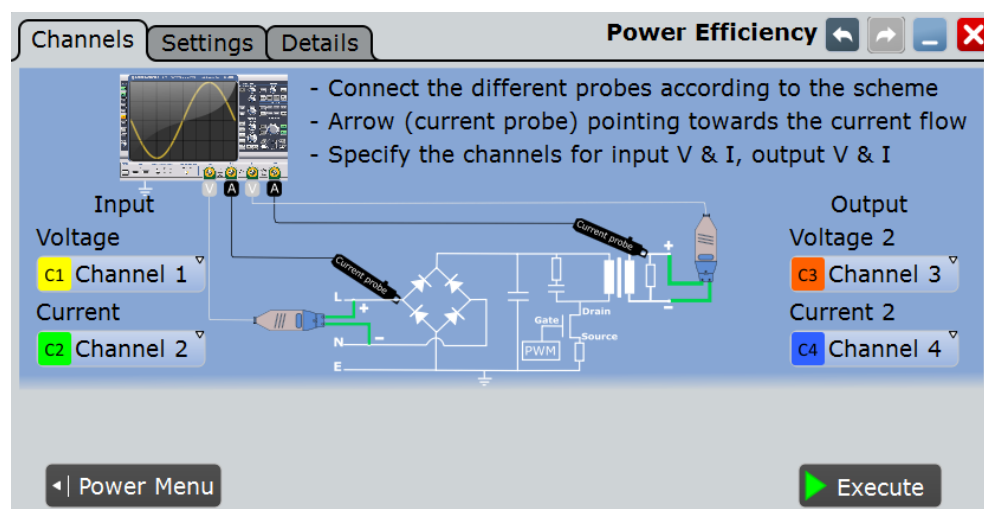 Channels Settings Details Power Efficiency
- Connect the different probes according to the scheme
- Arrow (current probe) pointing towards the current flow
- Specify the channels for input V & I, output V & I
V A V A
Input
Output
Voltage
Voltage 2
C1 Channel 1
C3 Channel 3
Current
Current 2
C2 Channel 2
C4 Channel 4
Current probe
Current probe
L
+
N
-
E
+
-
Drain
Gate
Source
PWM
Power Menu
Execute